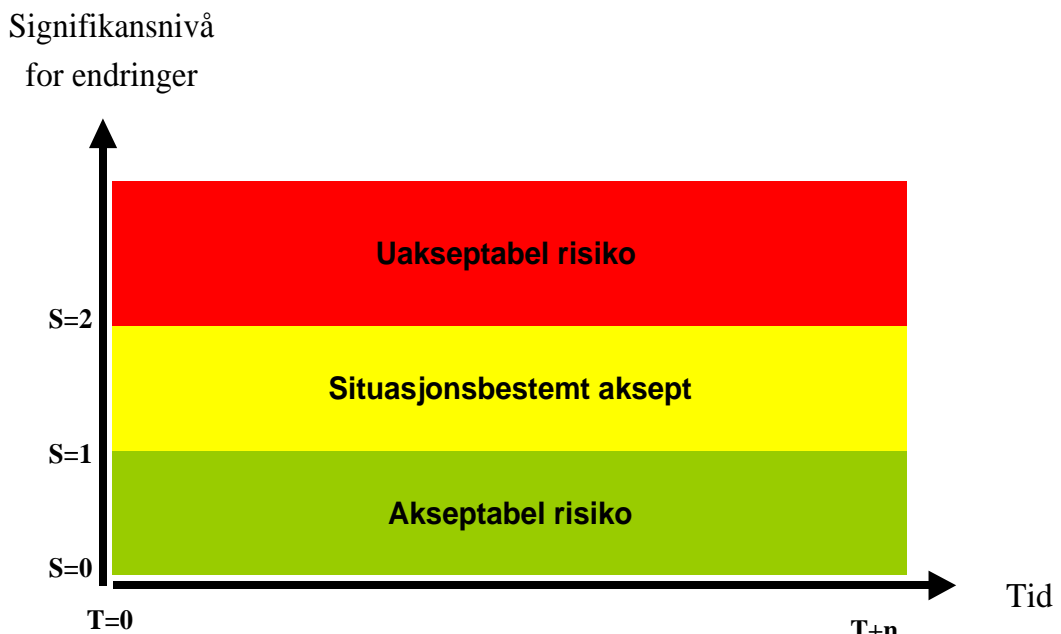 Signifikansnivå
for endringer
Uakseptabel risiko
S=2
Situasjonsbestemt aksept
S=1
Akseptabel risiko
S=0
Tid
T=0
T+n